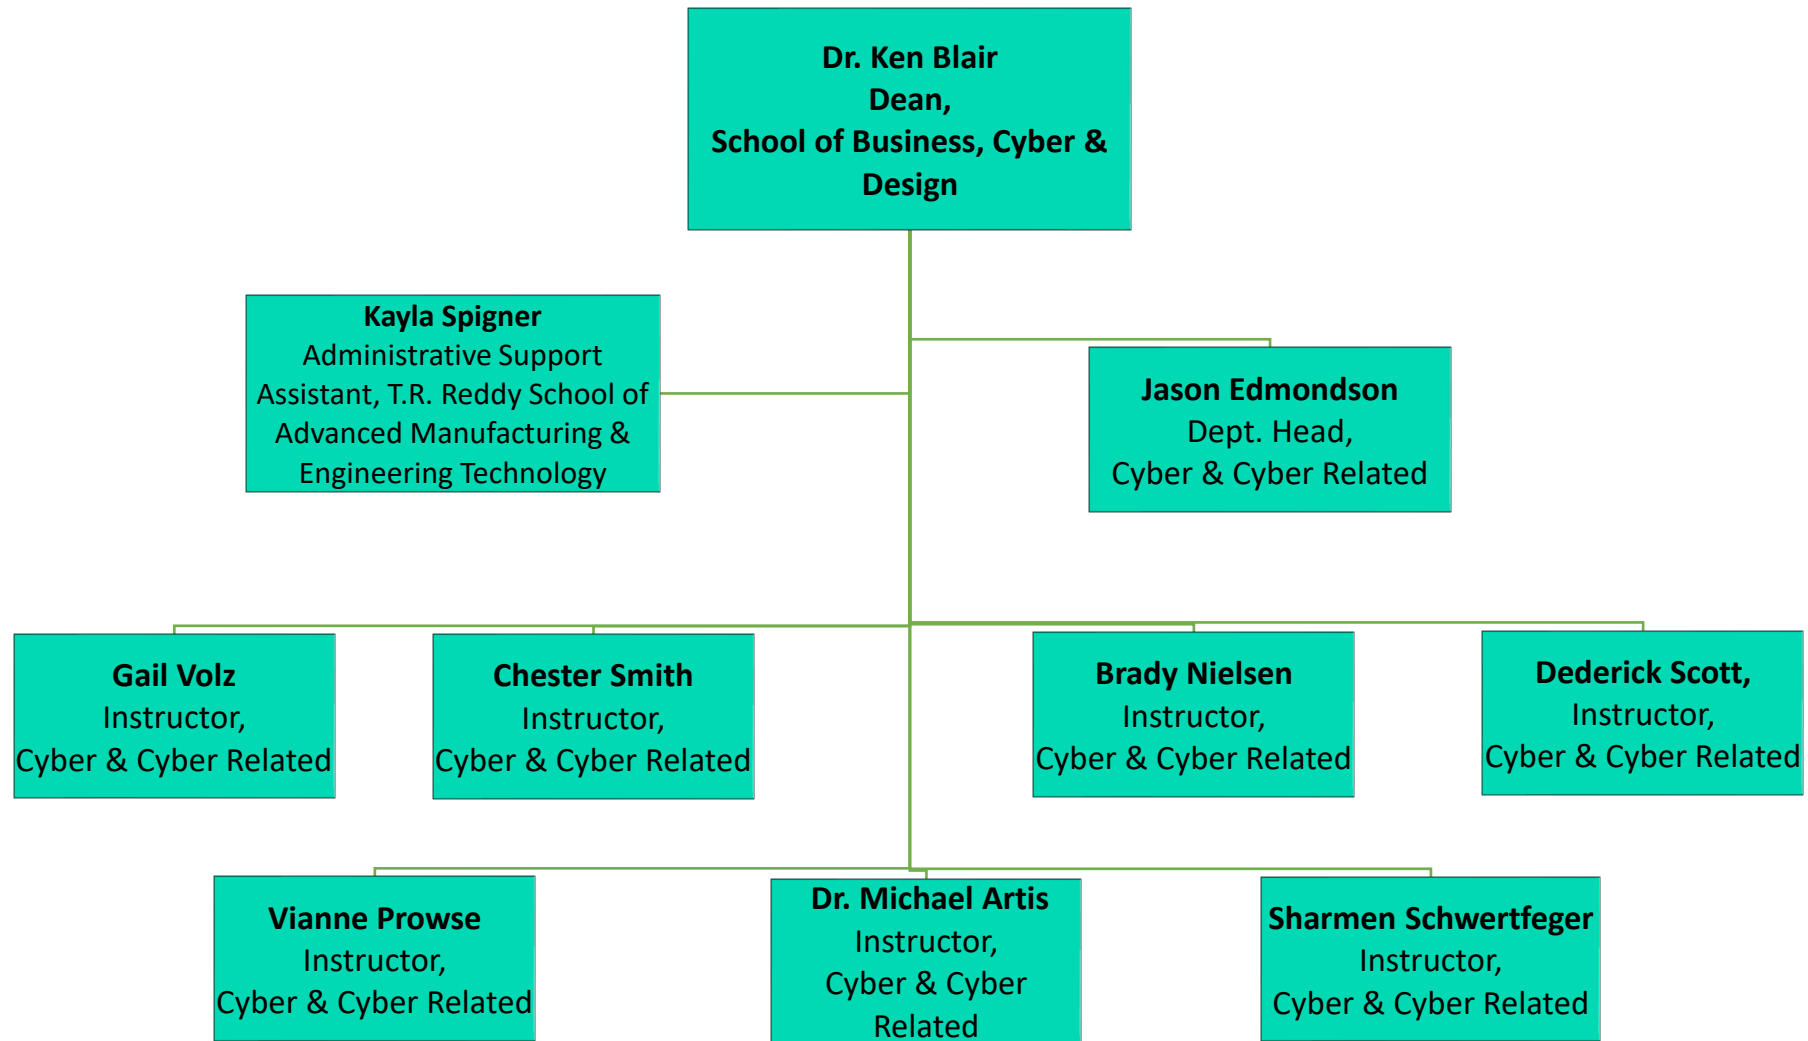 Dr. Ken Blair
Dean,
School of Business, Cyber &
Design
Kayla Spigner
Administrative Support
Assistant, T.R. Reddy School of
Advanced Manufacturing &
Engineering Technology
Jason Edmondson
Dept. Head,
Cyber & Cyber Related
Gail Volz
Instructor,
Cyber & Cyber Related
Chester Smith
Instructor,
Cyber & Cyber Related
Brady Nielsen
Instructor,
Cyber & Cyber Related
Dederick Scott,
Instructor,
Cyber & Cyber Related
Vianne Prowse
Instructor,
Cyber & Cyber Related
Dr. Michael Artis
Instructor,
Cyber & Cyber
Related
Sharmen Schwertfeger
Instructor,
Cyber & Cyber Related